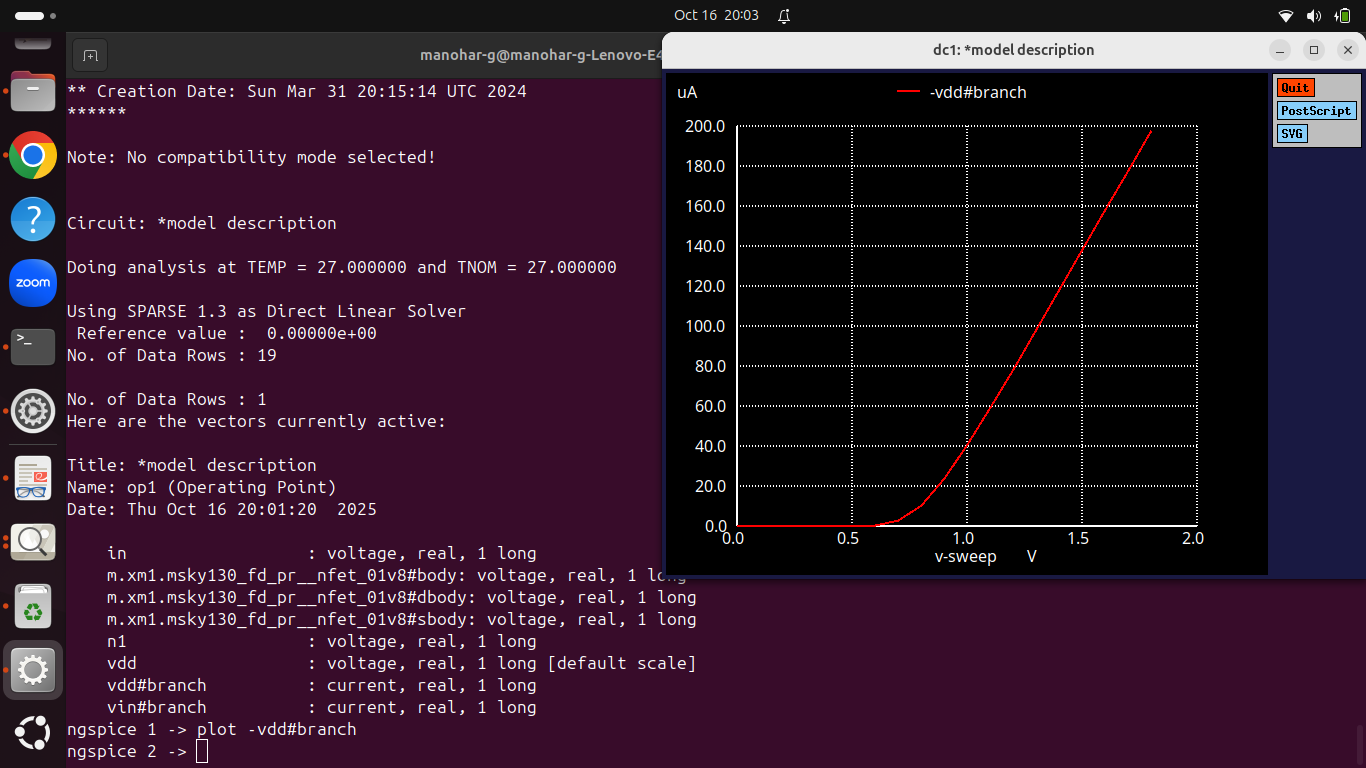 Oct 16 20:03
manohar-g@manohar-g-Lenovo-E4
** Creation Date: Sun Mar 31 20:15:14 UTC 2024
******
Note: No compatibility mode selected!
Circuit: *model description
Doing analysis at TEMP = 27.000000 and TNOM = 27.000000
Using SPARSE 1.3 as Direct Linear Solver
Reference value : 0.00000e+00
No. of Data Rows : 19
No. of Data Rows : 1
Here are the vectors currently active:
Title: *model description
Name: op1 (Operating Point)
Date: Thu Oct 16 20:01:20 2025
in : voltage, real, 1 long
m.xm1.msky130_fd_pr__nfet_01v8#body: voltage, real, 1 long
m.xm1.msky130_fd_pr__nfet_01v8#dbody: voltage, real, 1 long
m.xm1.msky130_fd_pr__nfet_01v8#sbody: voltage, real, 1 long
n1 : voltage, real, 1 long
vdd : voltage, real, 1 long [default scale]
vdd#branch : current, real, 1 long
vin#branch : current, real, 1 long
ngspice 1 -> plot -vdd#branch
ngspice 2 ->
dc1: *model description
uA
-vdd#branch
200.0
180.0
160.0
140.0
120.0
100.0
80.0
60.0
40.0
20.0
0.0
0.0 0.5 1.0 1.5 2.0
v-sweep V
Quit
PostScript
SVG
?
zoom
>_